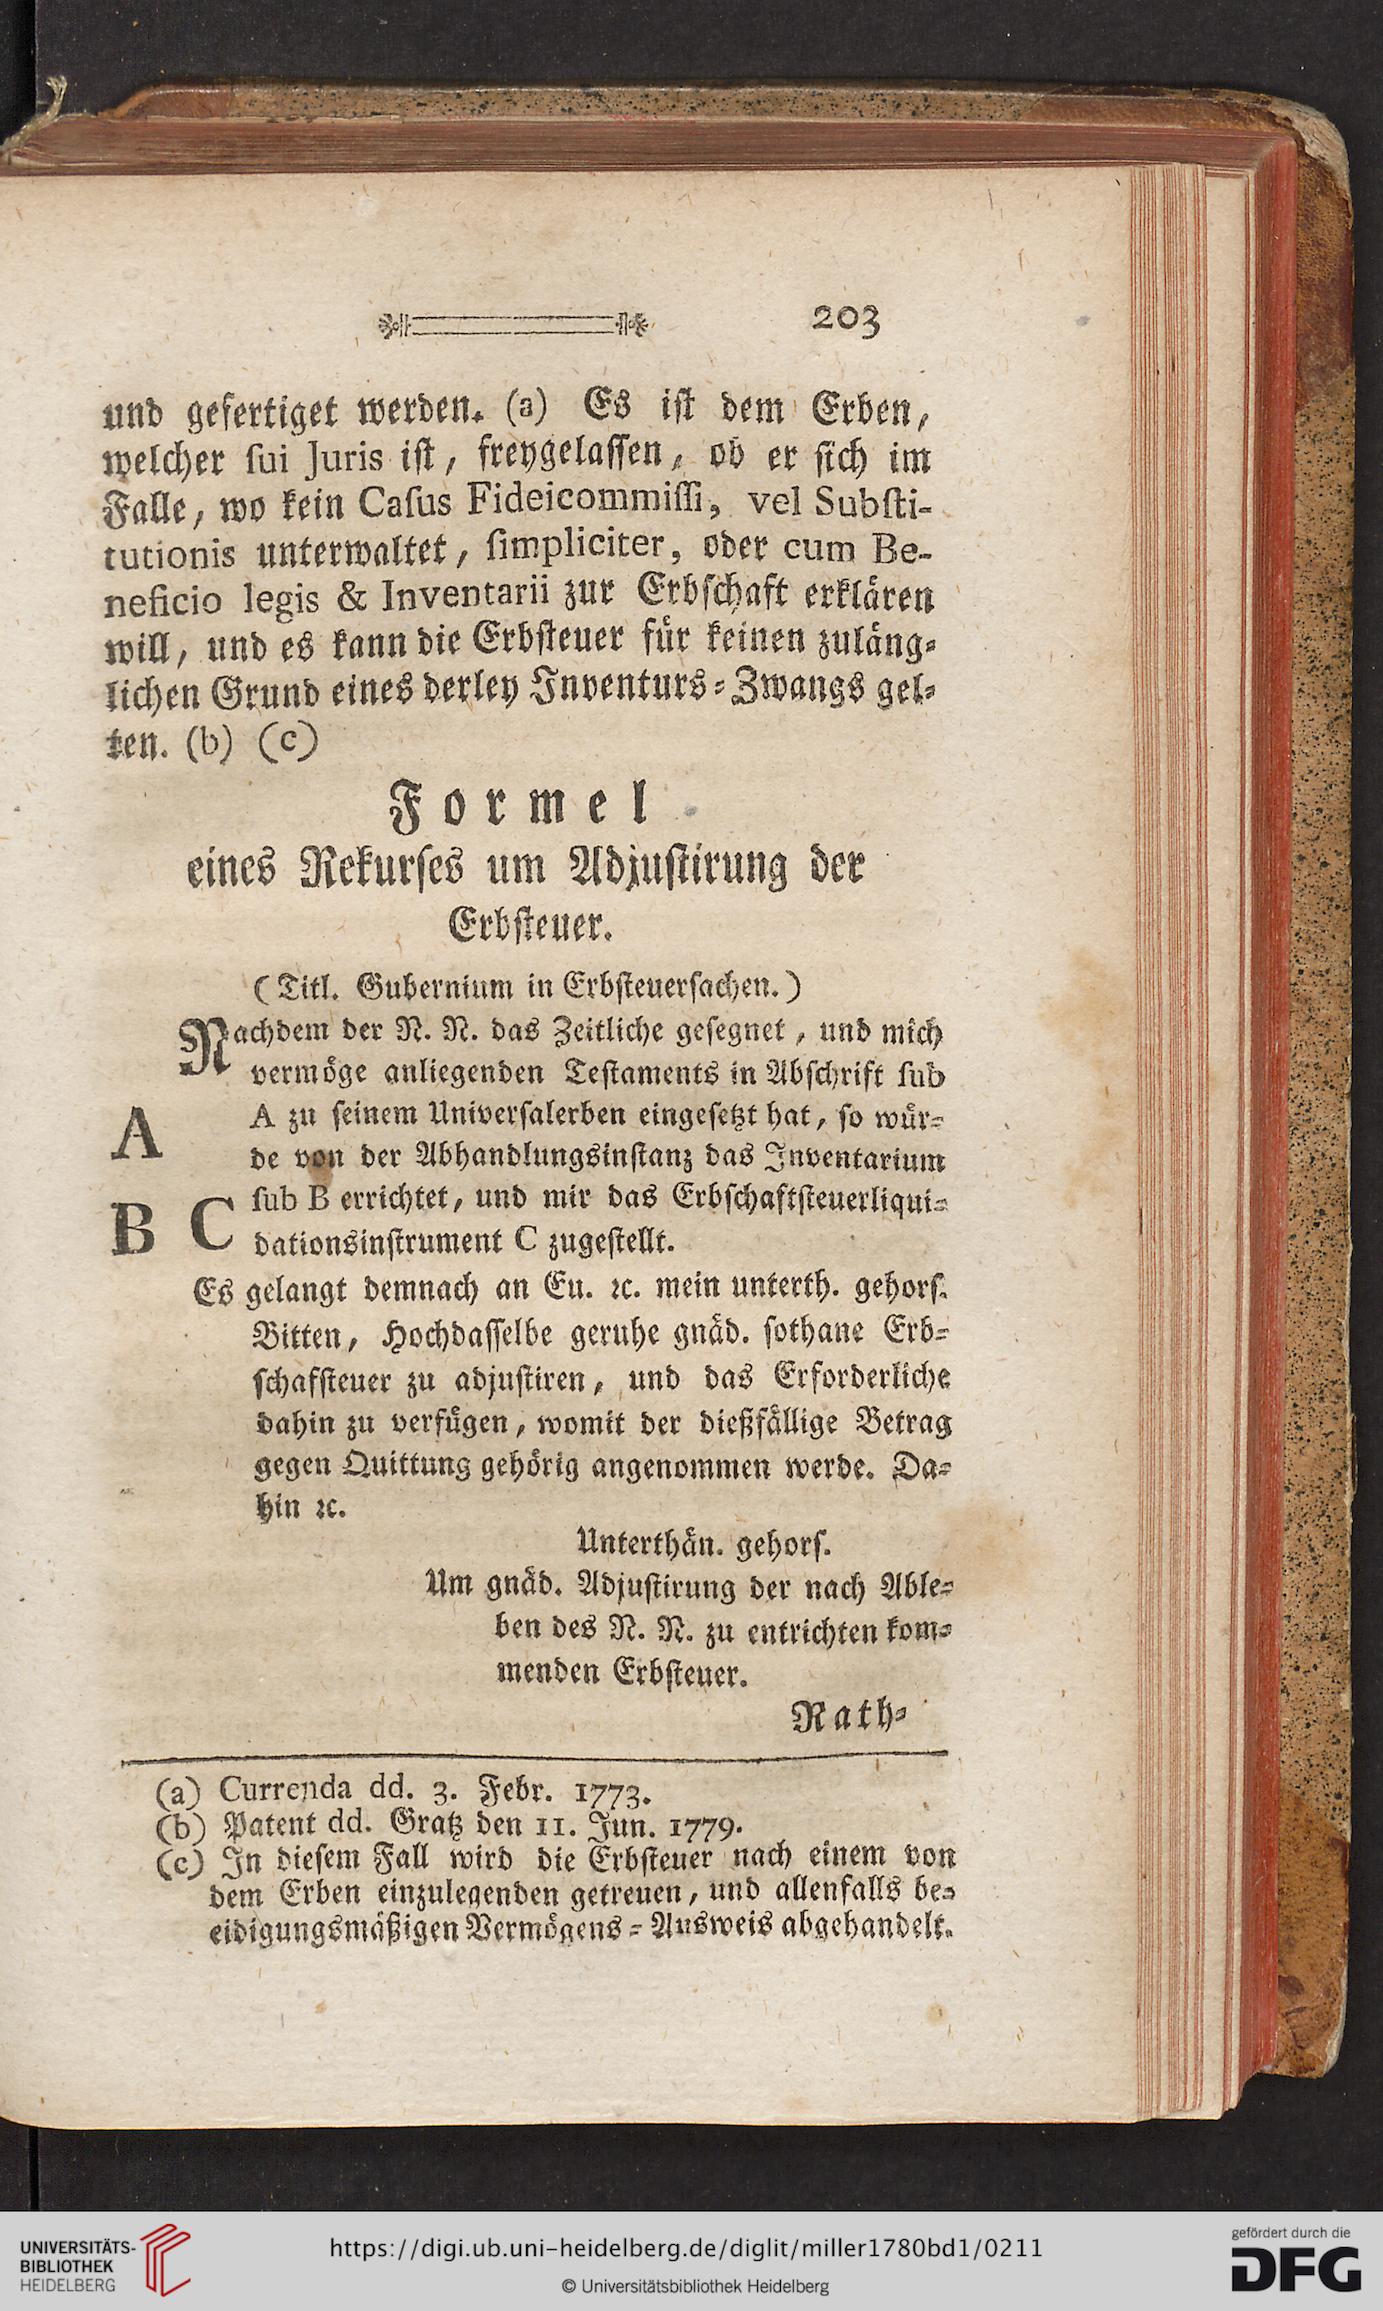 203
und gefertiget werden. (a) Es ist dem Erben,
welcher sui Juris ist, freygelassen, ob er sich im
Falle, wo kein Casus Fideicommissi, vel Substi-
tutionis unterwaltet, simpliciter, oder cum Be-
neficio legis & Inventarii zur Erbschaft erklären
will, und es kann die Erbsteuer für keinen zuläng-
lichen Grund eines derley Inventurs-Zwangs gel-
ten. (b) (c)
Formel
eines Rekurses um Adjustirung der
Erbsteuer.
(Titl. Gubernium in Erbsteuersachen.)
Nachdem der N. N. das Zeitliche gesegnet, und mich
vermöge anliegenden Testaments in Abschrift sub
A A zu seinem Universalerben eingesetzt hat, so wür-
de von der Abhandlungsinstanz das Inventarium
B C sub B errichtet, und mir das Erbschaftsteuerliqui-
dationsinstrument C zugestellt.
Es gelangt demnach an Eu. ꝛc. mein unterth. gehors.
Bitten, Hochdasselbe geruhe gnäd. sothane Erb-
schafsteuer zu adjustiren, und das Erforderliche
dahin zu verfügen, womit der dießfällige Betrag
gegen Quittung gehörig angenommen werde. Da-
hin ꝛc.
Unterthän. gehors.
Um gnäd. Adjustirung der nach Able-
ben des N. N. zu entrichten kom-
menden Erbsteuer.
Rath-
(a) Currenda dd. 3. Febr. 1773.
(b) Patent dd. Gratz den 11. Jun. 1779.
(c) In diesem Fall wird die Erbsteuer nach einem von
dem Erben einzulegenden getreuen, und allenfalls be-
eidigungsmäßigen Vermögens-Ausweis abgehandelt.
UNIVERSITÄTS-
BIBLIOTHEK
HEIDELBERG
https://digi.ub.uni-heidelberg.de/diglit/miller1780bd1/0211
© Universitätsbibliothek Heidelberg
gefördert durch die
DFG